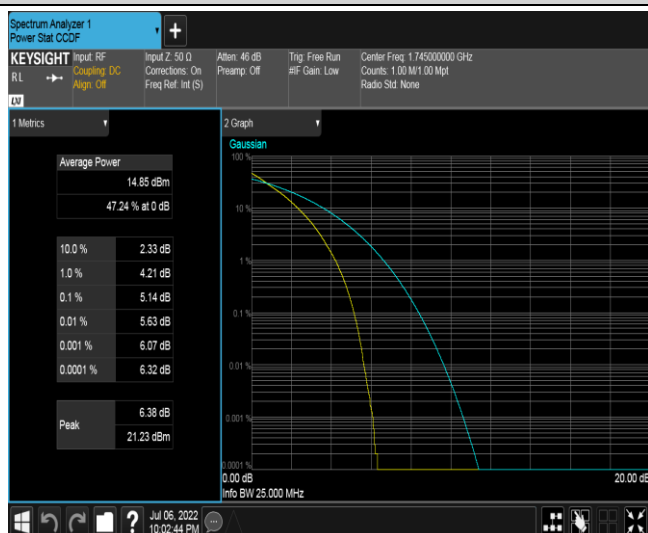 Spectrum Analyzer 1
Power Stat CCDF
KEYSIGHT
RL
LXI
Input: RF
Coupling: DC
Align: Off
Input Z: 50 Ω
Corrections: On
Freq Ref: Int (S)
Atten: 46 dB
Preamp: Off
Trig: Free Run
#IF Gain: Low
Center Freq: 1.745000000 GHz
Counts: 1.00 M/1.00 Mpt
Radio Std: None
1 Metrics
Average Power
14.85 dBm
47.24 % at 0 dB
10.0 % 2.33 dB
1.0 % 4.21 dB
0.1 % 5.14 dB
0.01 % 5.63 dB
0.001 % 6.07 dB
0.0001 % 6.32 dB
Peak
6.38 dB
21.23 dBm
2 Graph
Gaussian
100 %
10 %
1 %
0.1 %
0.01 %
0.001 %
0.0001 %
0.00 dB
20.00 dB
Info BW 25.000 MHz
Jul 06, 2022
10:02:44 PM